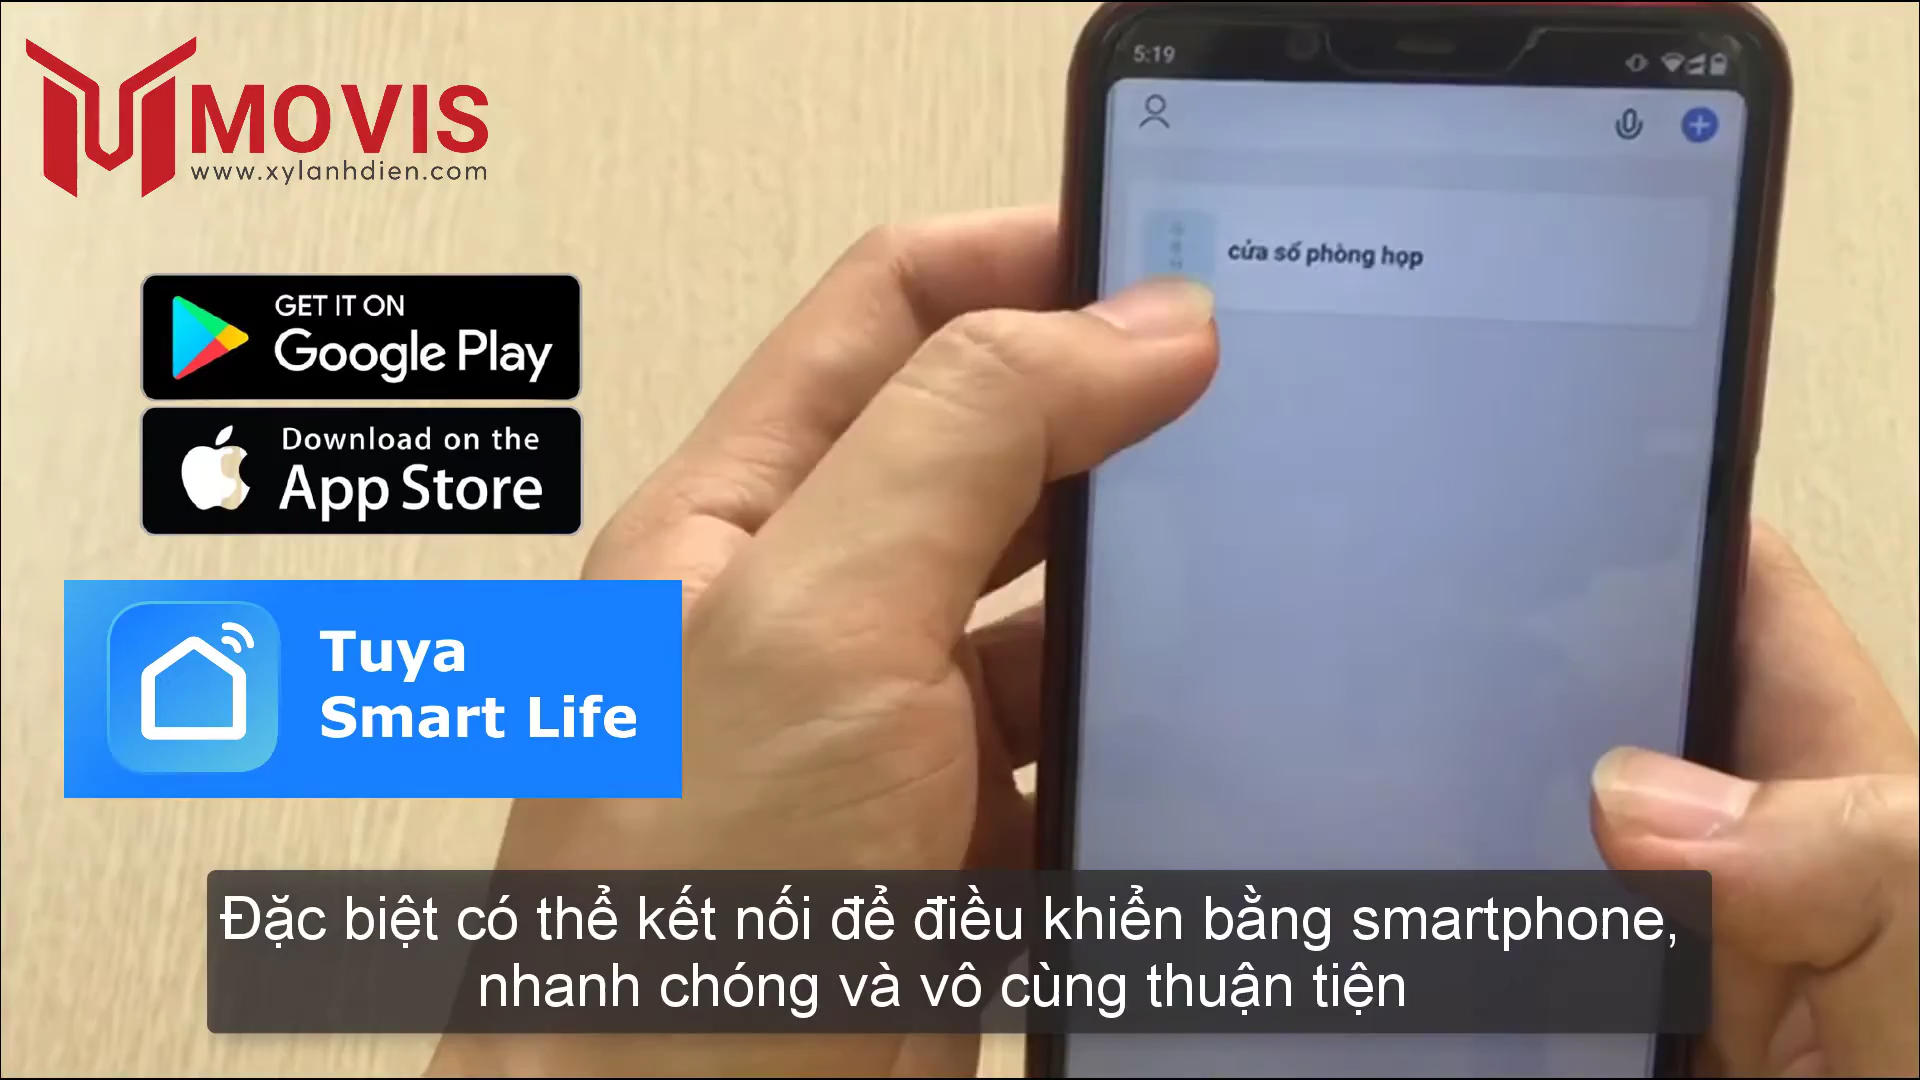 MOVIS
www.xylanhdien.com
5:19
cửa sổ phòng họp
GET IT ON
Google Play
Download on the
App Store
Tuya
Smart Life
Đặc biệt có thể kết nối để điều khiển bằng smartphone,
nhanh chóng và vô cùng thuận tiện